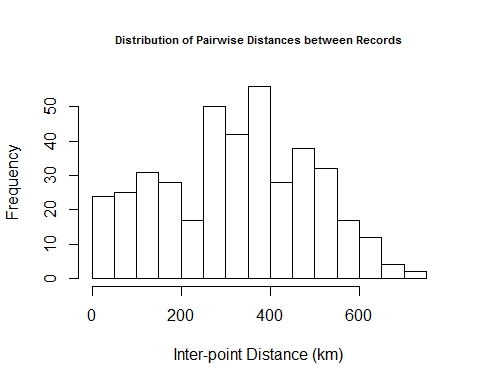 Distribution of Pairwise Distances between Records
Frequency
50
40
30
20
10
0
0 200 400 600
Inter-point Distance (km)